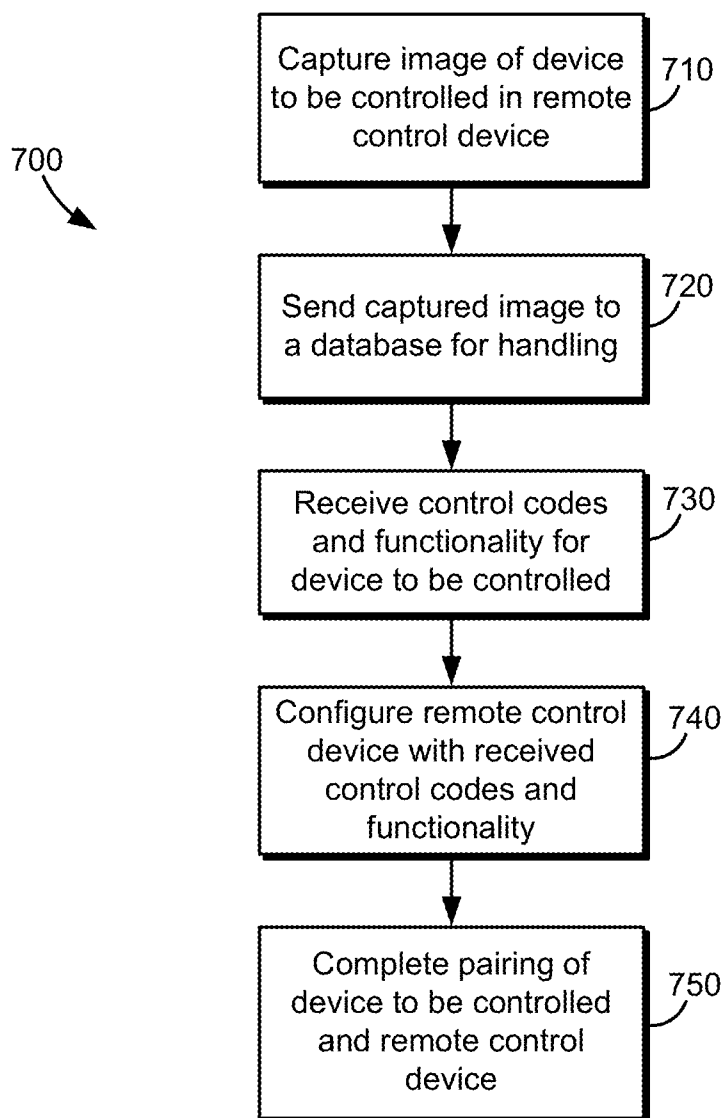 Capture image of device
to be controlled in remote
control device
710
700
Send captured image to
a database for handling
720
Receive control codes
and functionality for
device to be controlled
730
Configure remote control
device with received
control codes and
functionality
740
Complete pairing of
device to be controlled
and remote control
device
750